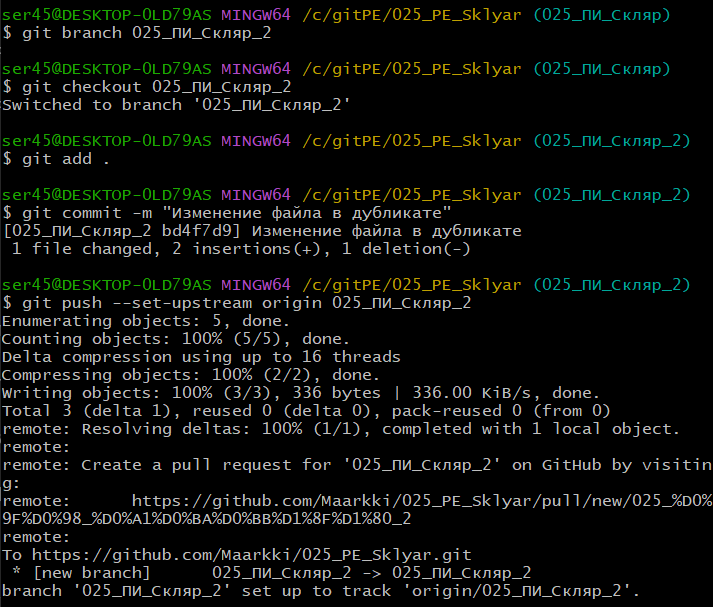 ser45@DESKTOP-0LD79AS MINGW64 /c/gitPE/025_PE_Sklyar (025_ПИ_Скляр)
$ git branch 025_ПИ_Скляр_2
ser45@DESKTOP-0LD79AS MINGW64 /c/gitPE/025_PE_Sklyar (025_ПИ_Скляр)
$ git checkout 025_ПИ_Скляр_2
Switched to branch '025_ПИ_Скляр_2'
ser45@DESKTOP-0LD79AS MINGW64 /c/gitPE/025_PE_Sklyar (025_ПИ_Скляр_2)
$ git add .
ser45@DESKTOP-0LD79AS MINGW64 /c/gitPE/025_PE_Sklyar (025_ПИ_Скляр_2)
$ git commit -m "Изменение файла в дубликате"
[025_ПИ_Скляр_2 bd4f7d9] Изменение файла в дубликате
 1 file changed, 2 insertions(+), 1 deletion(-)
ser45@DESKTOP-0LD79AS MINGW64 /c/gitPE/025_PE_Sklyar (025_ПИ_Скляр_2)
$ git push --set-upstream origin 025_ПИ_Скляр_2
Enumerating objects: 5, done.
Counting objects: 100% (5/5), done.
Delta compression using up to 16 threads
Compressing objects: 100% (2/2), done.
Writing objects: 100% (3/3), 336 bytes | 336.00 KiB/s, done.
Total 3 (delta 1), reused 0 (delta 0), pack-reused 0 (from 0)
remote: Resolving deltas: 100% (1/1), completed with 1 local object.
remote:
remote: Create a pull request for '025_ПИ_Скляр_2' on GitHub by visitin
g:
remote:      https://github.com/Maarkki/025_PE_Sklyar/pull/new/025_%D0%
9F%D0%98_%D0%A1%D0%BA%D0%BB%D1%8F%D1%80_2
remote:
To https://github.com/Maarkki/025_PE_Sklyar.git
 * [new branch]      025_ПИ_Скляр_2 -> 025_ПИ_Скляр_2
branch '025_ПИ_Скляр_2' set up to track 'origin/025_ПИ_Скляр_2'.